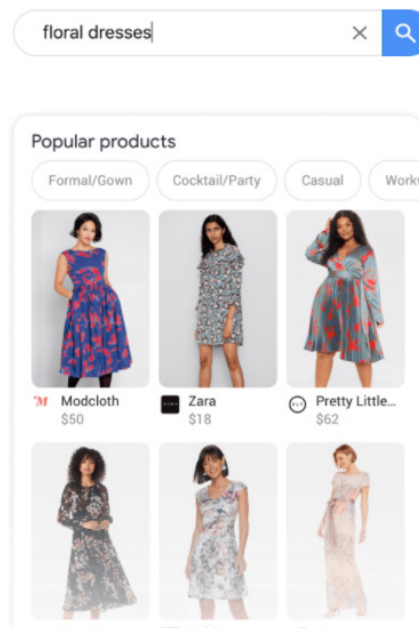 floral dresses
Popular products
Formal/Gown
Cocktail/Party
Casual
Modcloth
$50
Zara
$18
Pretty Little...
$62